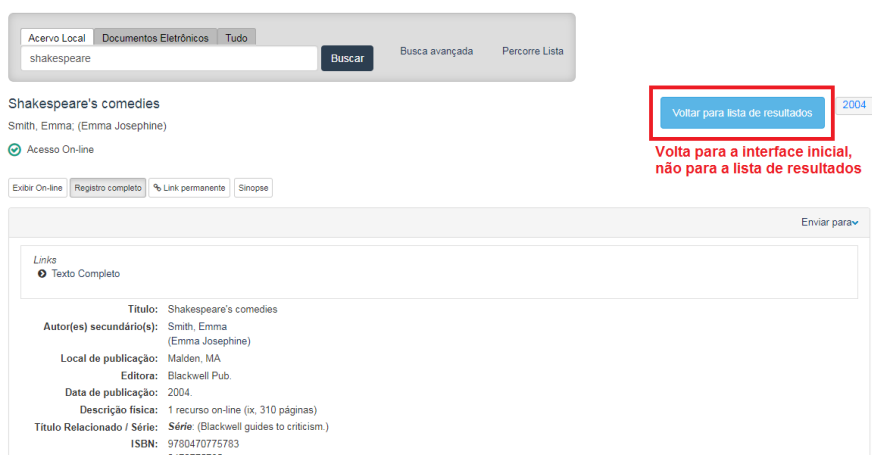 Acervo Local Documentos Eletrônicos Tudo
shakespeare Buscar Busca avançada Percorre Lista
Shakespeare's comedies
Smith, Emma; (Emma Josephine)
Acesso On-line
Voltar para lista de resultados 2004
Volta para a interface inicial,
não para a lista de resultados
Exibir On-line Registro completo Link permanente Sinopse
Enviar para
Links
Texto Completo
Título: Shakespeare's comedies
Autor(es) secundário(s): Smith, Emma
(Emma Josephine)
Local de publicação: Malden, MA
Editora: Blackwell Pub.
Data de publicação: 2004.
Descrição física: 1 recurso on-line (ix, 310 páginas)
Título Relacionado / Série: Série: (Blackwell guides to criticism.)
ISBN: 9780470775783